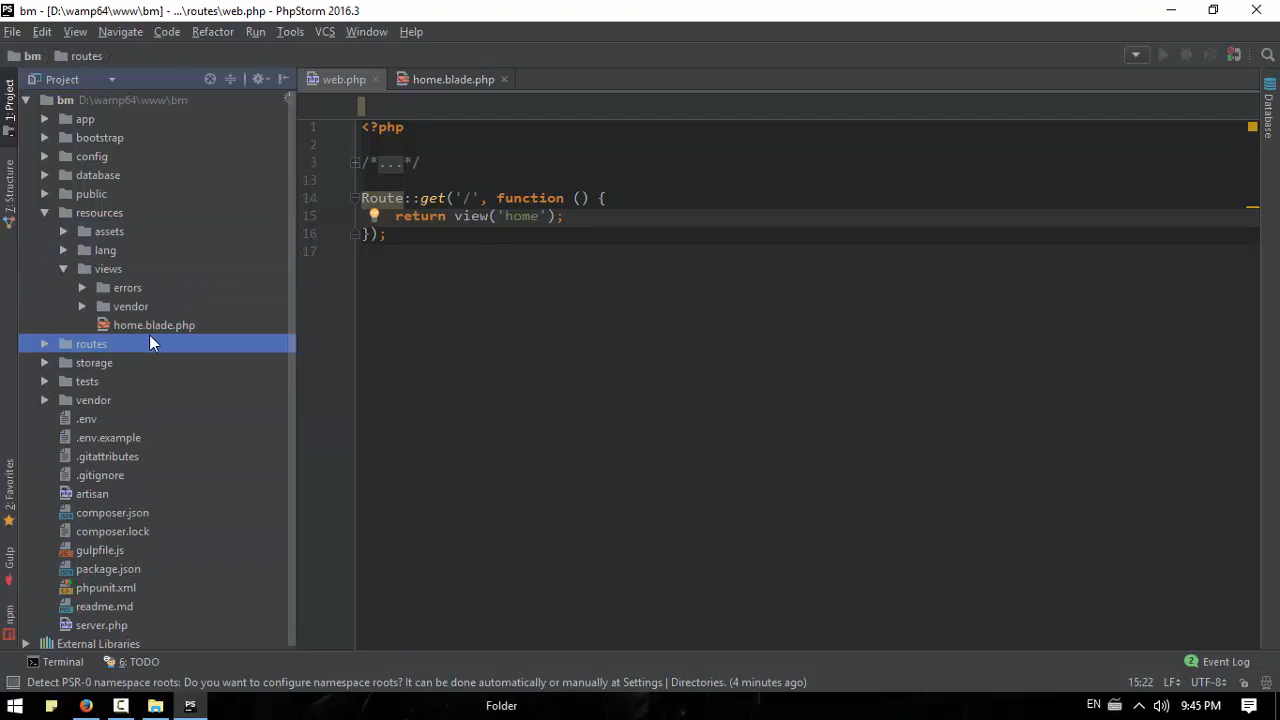 bm - [D:\wamp64\www\bm] - ...\routes\web.php - PhpStorm 2016.3
File Edit View Navigate Code Refactor Run Tools VCS Window Help
bm routes
Project
web.php home.blade.php
1: Project
7: Structure
2: Favorites
Gulp
npm
bm D:\wamp64\www\bm
app
bootstrap
config
database
public
resources
assets
lang
views
errors
vendor
home.blade.php
routes
storage
tests
vendor
.env
.env.example
.gitattributes
.gitignore
artisan
composer.json
composer.lock
gulpfile.js
package.json
phpunit.xml
readme.md
server.php
External Libraries
1 <?php
2
3 /*...*/
13
14 Route::get('/', function () {
15 return view('home');
16 });
17
Database
Terminal 6: TODO 2 Event Log
Detect PSR-0 namespace roots: Do you want to configure namespace roots? It can be done automatically or manually at Settings | Directories. (4 minutes ago) 15:22 LF÷ UTF-8÷
PS Folder EN 9:45 PM